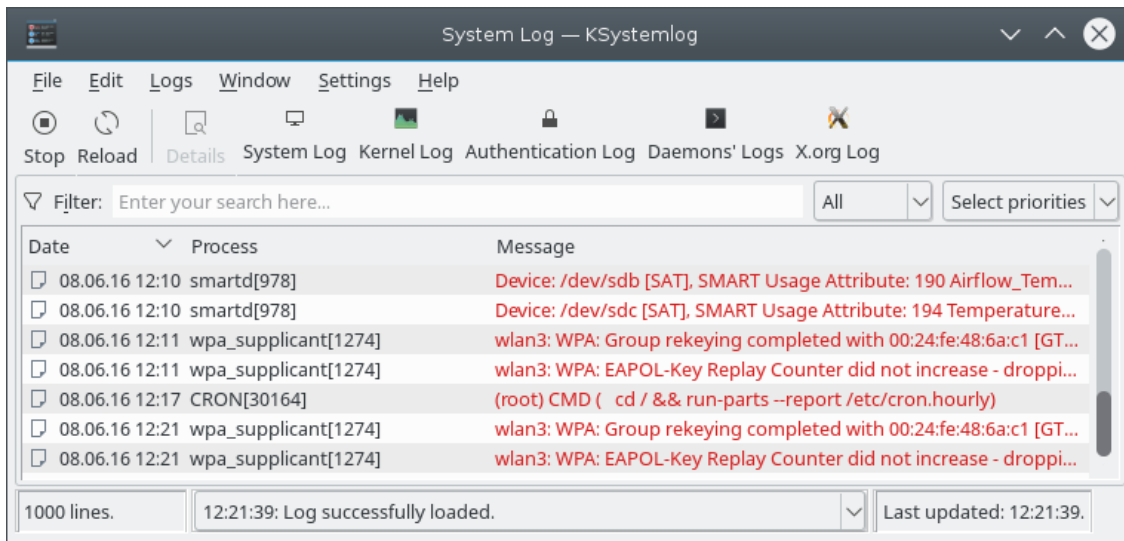 System Log — KSystemlog
File Edit Logs Window Settings Help
Stop Reload Details System Log Kernel Log Authentication Log Daemons' Logs X.org Log
Filter: Enter your search here... All Select priorities
Date Process Message
08.06.16 12:10 smartd[978] Device: /dev/sdb [SAT], SMART Usage Attribute: 190 Airflow_Tem...
08.06.16 12:10 smartd[978] Device: /dev/sdc [SAT], SMART Usage Attribute: 194 Temperature...
08.06.16 12:11 wpa_supplicant[1274] wlan3: WPA: Group rekeying completed with 00:24:fe:48:6a:c1 [GT...
08.06.16 12:11 wpa_supplicant[1274] wlan3: WPA: EAPOL-Key Replay Counter did not increase - droppi...
08.06.16 12:17 CRON[30164] (root) CMD ( cd / && run-parts --report /etc/cron.hourly)
08.06.16 12:21 wpa_supplicant[1274] wlan3: WPA: Group rekeying completed with 00:24:fe:48:6a:c1 [GT...
08.06.16 12:21 wpa_supplicant[1274] wlan3: WPA: EAPOL-Key Replay Counter did not increase - droppi...
1000 lines. 12:21:39: Log successfully loaded. Last updated: 12:21:39.